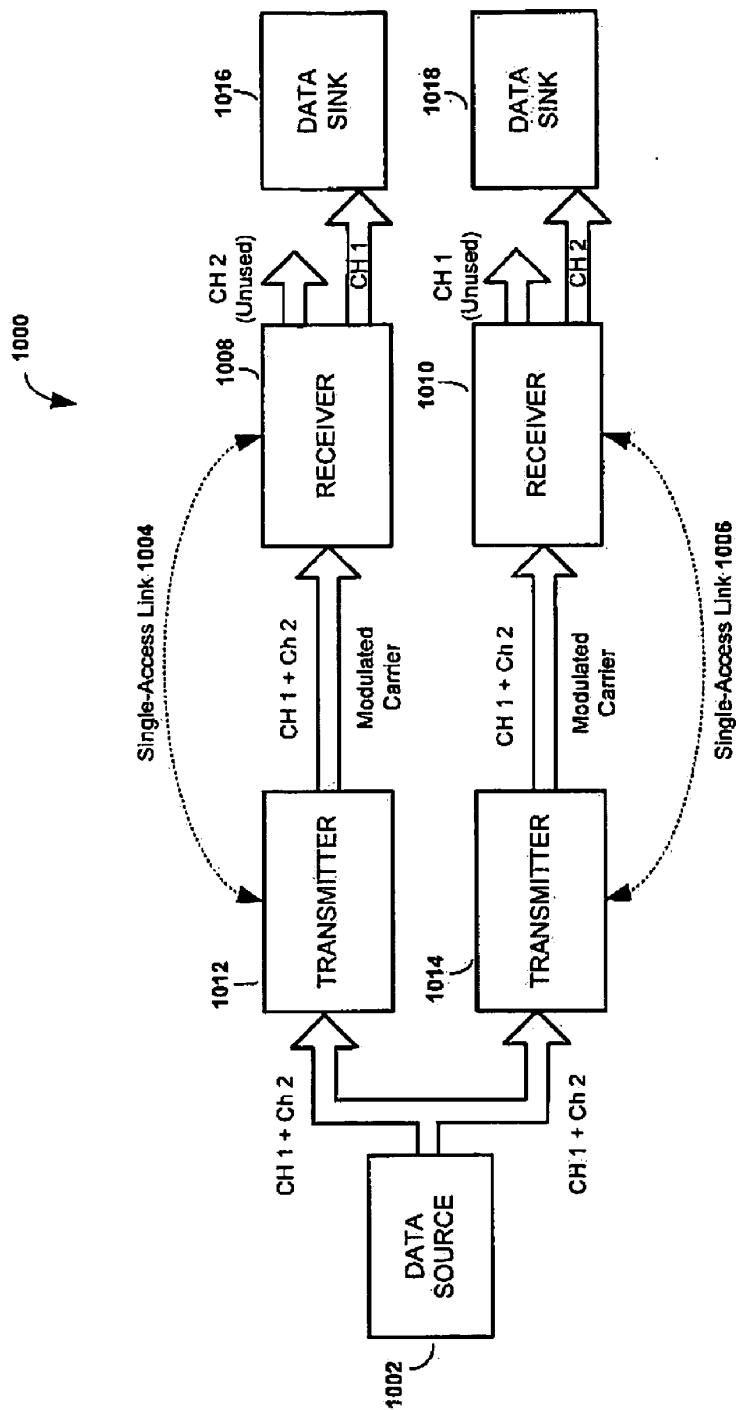 1000
Single-Access Link 1004
1002
DATA
SOURCE
CH 1 + Ch 2
CH 1 + Ch 2
1012
TRANSMITTER
CH 1 + Ch 2
Modulated
Carrier
1008
RECEIVER
CH 2
(Unused)
CH 1
1016
DATA
SINK
1014
TRANSMITTER
CH 1 + Ch 2
Modulated
Carrier
1010
RECEIVER
CH 1
(Unused)
CH 2
1018
DATA
SINK
Single-Access Link 1006